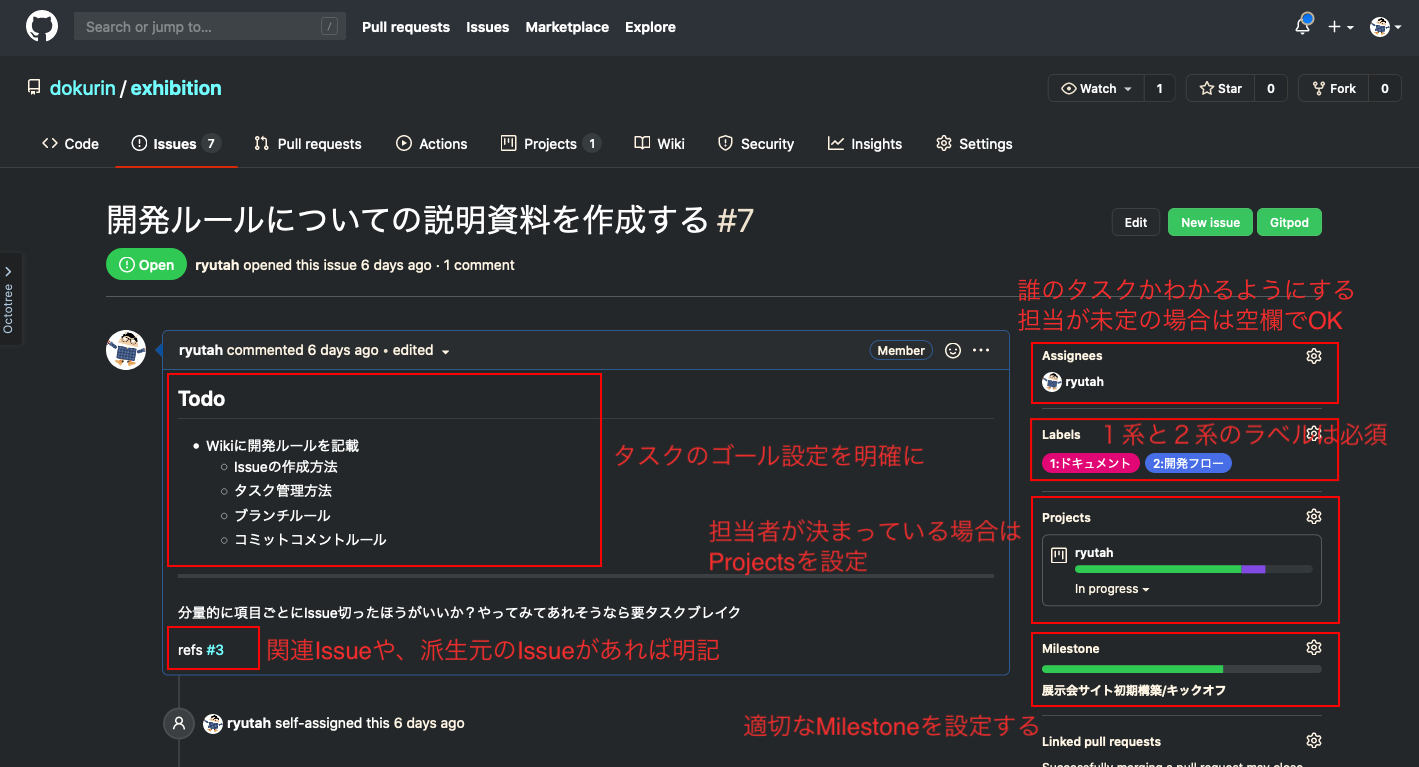 Search or jump to...
/
Pull requests
Issues
Marketplace
Explore
dokurin / exhibition
Watch
1
Star
0
Fork
0
Code
Issues 7
Pull requests
Actions
Projects 1
Wiki
Security
Insights
Settings
開発ルールについての説明資料を作成する #7
Edit
New issue
Gitpod
Open
ryutah opened this issue 6 days ago · 1 comment
Octotree
誰のタスクかわかるようにする
担当が未定の場合は空欄でOK
ryutah commented 6 days ago • edited
Member
Assignees
ryutah
Todo
Wikiに開発ルールを記載
Issueの作成方法
タスク管理方法
ブランチルール
コミットコメントルール
タスクのゴール設定を明確に
Labels
１系と２系のラベルは必須
1:ドキュメント
2:開発フロー
担当者が決まっている場合は
Projectsを設定
Projects
ryutah
In progress
分量的に項目ごとにIssue切ったほうがいいか？やってみてあれそうなら要タスクブレイク
refs #3
関連Issueや、派生元のIssueがあれば明記
Milestone
展示会サイト初期構築/キックオフ
適切なMilestoneを設定する
ryutah self-assigned this 6 days ago
Linked pull requests
Successfully merging a pull request may close